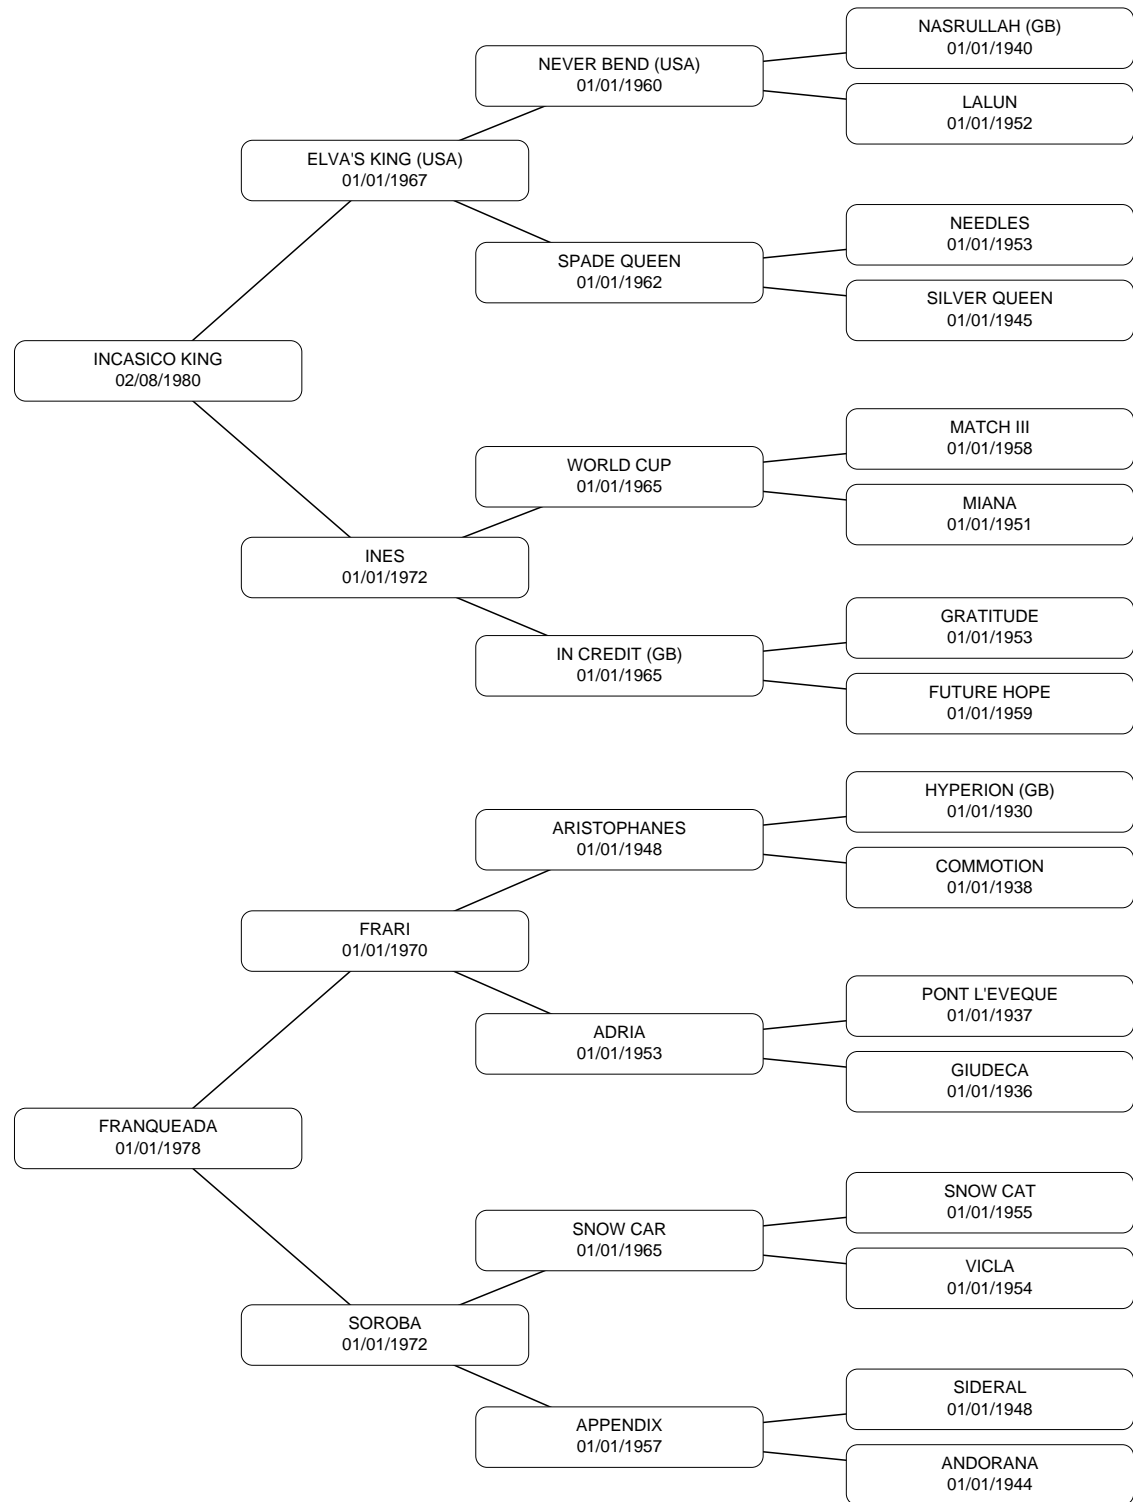 NASRULLAH (GB)
01/01/1940
NEVER BEND (USA)
01/01/1960
LALUN
01/01/1952
ELVA'S KING (USA)
01/01/1967
NEEDLES
01/01/1953
SPADE QUEEN
01/01/1962
SILVER QUEEN
01/01/1945
INCASICO KING
02/08/1980
MATCH III
01/01/1958
WORLD CUP
01/01/1965
MIANA
01/01/1951
INES
01/01/1972
GRATITUDE
01/01/1953
IN CREDIT (GB)
01/01/1965
FUTURE HOPE
01/01/1959
HYPERION (GB)
01/01/1930
ARISTOPHANES
01/01/1948
COMMOTION
01/01/1938
FRARI
01/01/1970
PONT L'EVEQUE
01/01/1937
ADRIA
01/01/1953
GIUDECA
01/01/1936
FRANQUEADA
01/01/1978
SNOW CAT
01/01/1955
SNOW CAR
01/01/1965
VICLA
01/01/1954
SOROBA
01/01/1972
SIDERAL
01/01/1948
APPENDIX
01/01/1957
ANDORANA
01/01/1944